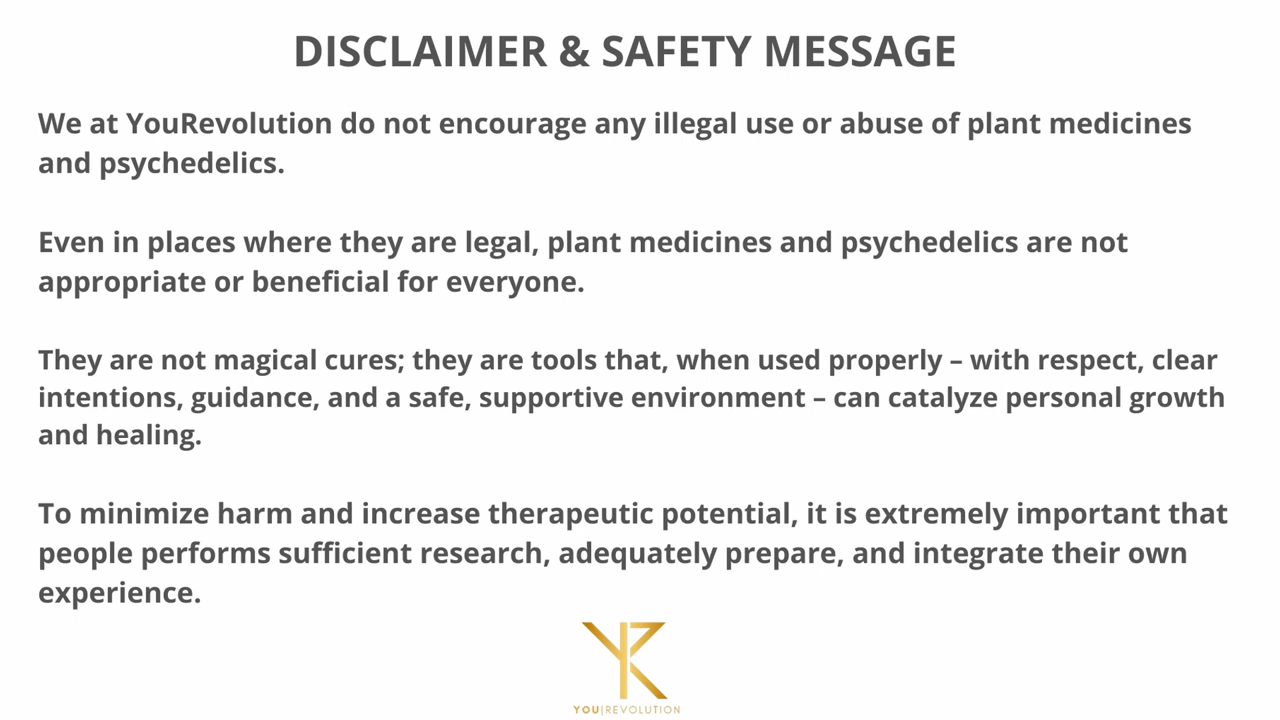 DISCLAIMER & SAFETY MESSAGE
We at YouRevolution do not encourage any illegal use or abuse of plant medicines
and psychedelics.
Even in places where they are legal, plant medicines and psychedelics are not
appropriate or beneficial for everyone.
They are not magical cures; they are tools that, when used properly – with respect, clear
intentions, guidance, and a safe, supportive environment – can catalyze personal growth
and healing.
To minimize harm and increase therapeutic potential, it is extremely important that
people performs sufficient research, adequately prepare, and integrate their own
experience.
YR
YOU|REVOLUTION